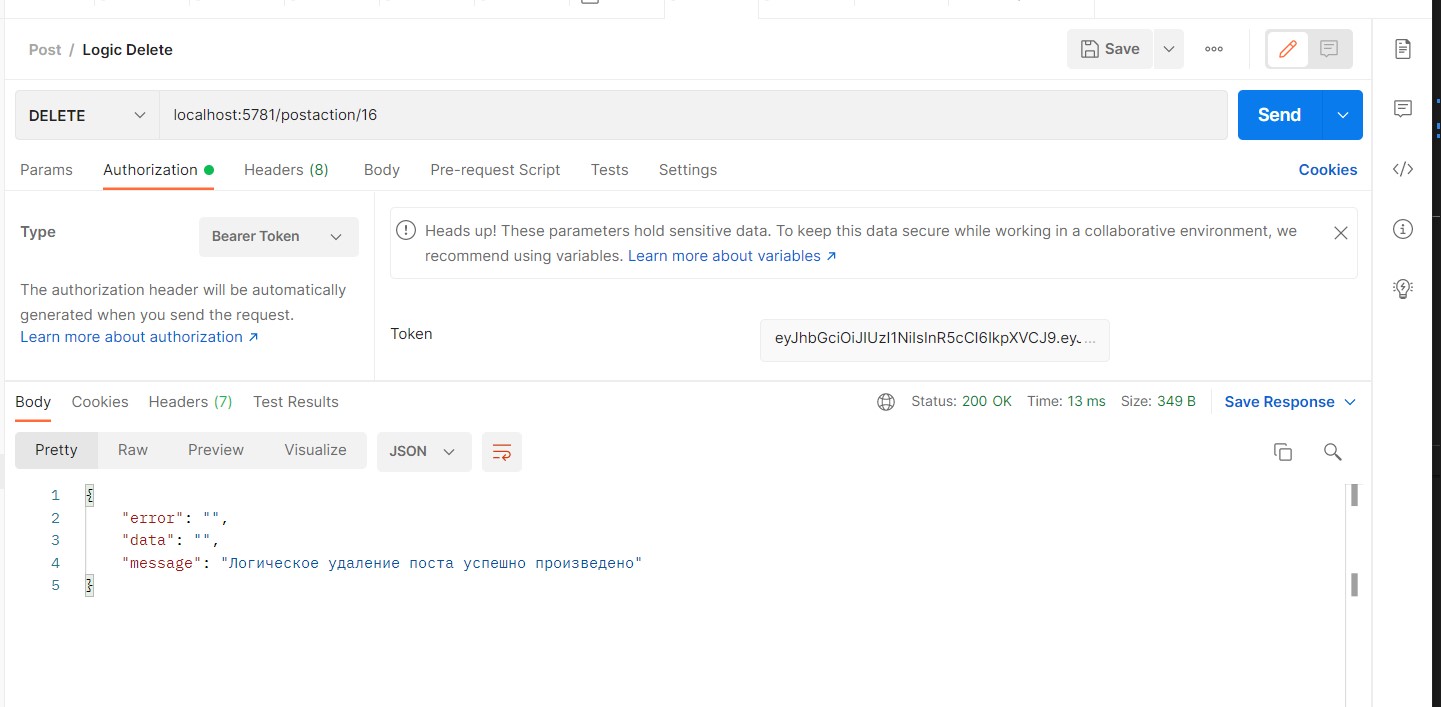 Post / Logic Delete
Save
DELETE
localhost:5781/postaction/16
Send
Params Authorization Headers (8) Body Pre-request Script Tests Settings Cookies
Type
Bearer Token
The authorization header will be automatically
generated when you send the request.
Learn more about authorization ↗
Heads up! These parameters hold sensitive data. To keep this data secure while working in a collaborative environment, we
recommend using variables. Learn more about variables ↗
Token
eyJhbGciOiJIUzI1NiIsInR5cCI6IkpXVCJ9.eyJ...
Body Cookies Headers (7) Test Results
Status: 200 OK Time: 13 ms Size: 349 B Save Response
Pretty Raw Preview Visualize JSON
1 {
2 "error": "",
3 "data": "",
4 "message": "Логическое удаление поста успешно произведено"
5 }